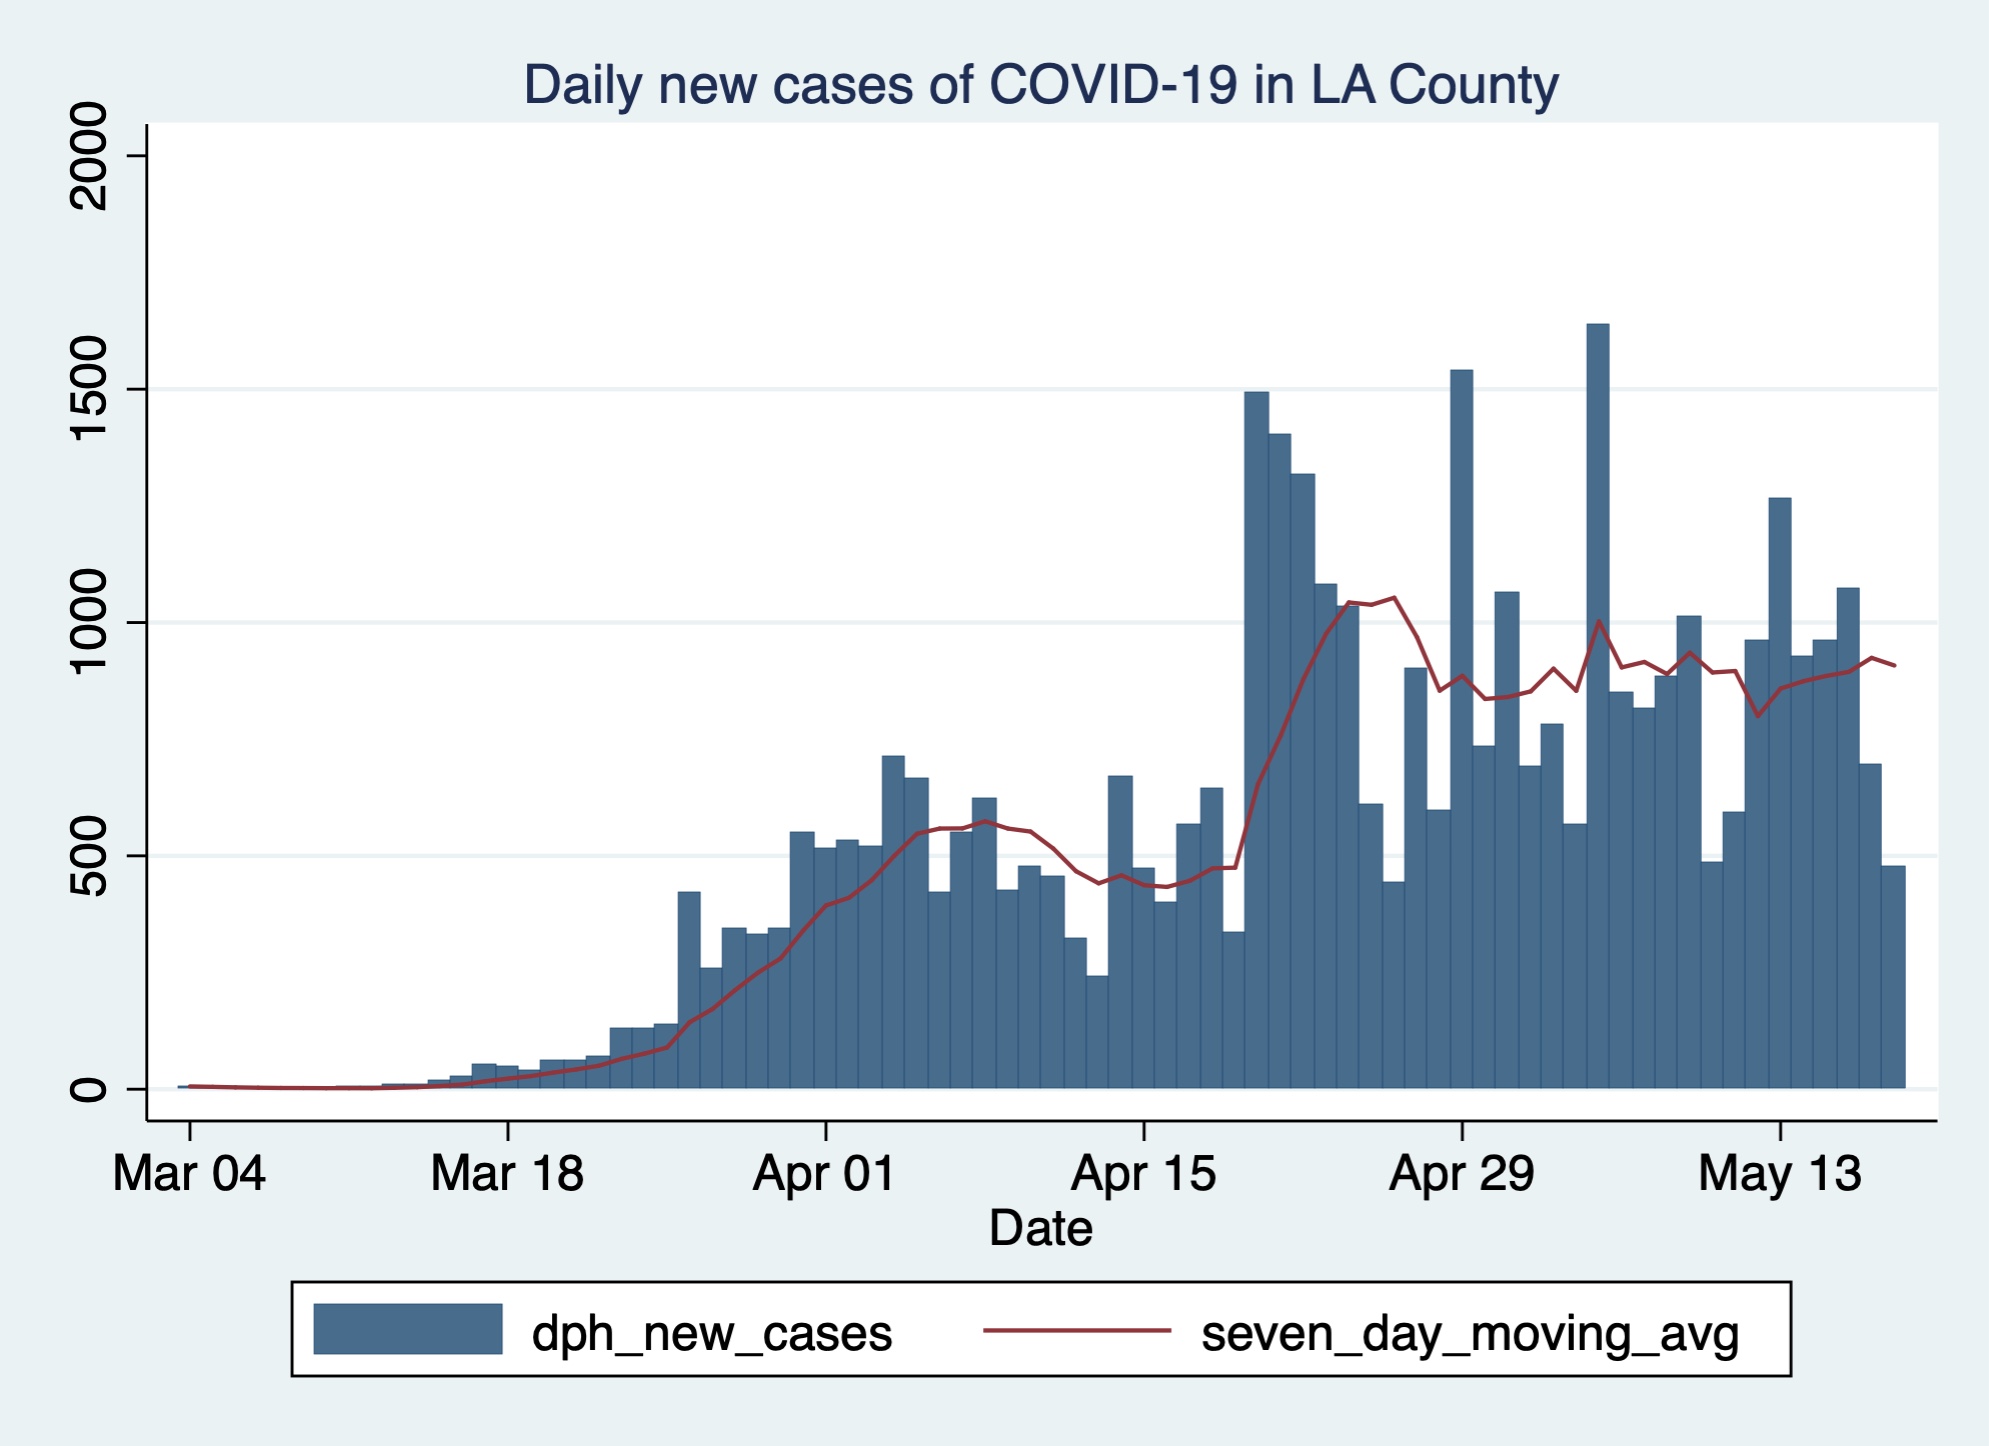 Daily new cases of COVID-19 in LA County
2000
1500
1000
500
0
Mar 04 Mar 18 Apr 01 Apr 15 Apr 29 May 13
Date
dph_new_cases seven_day_moving_avg